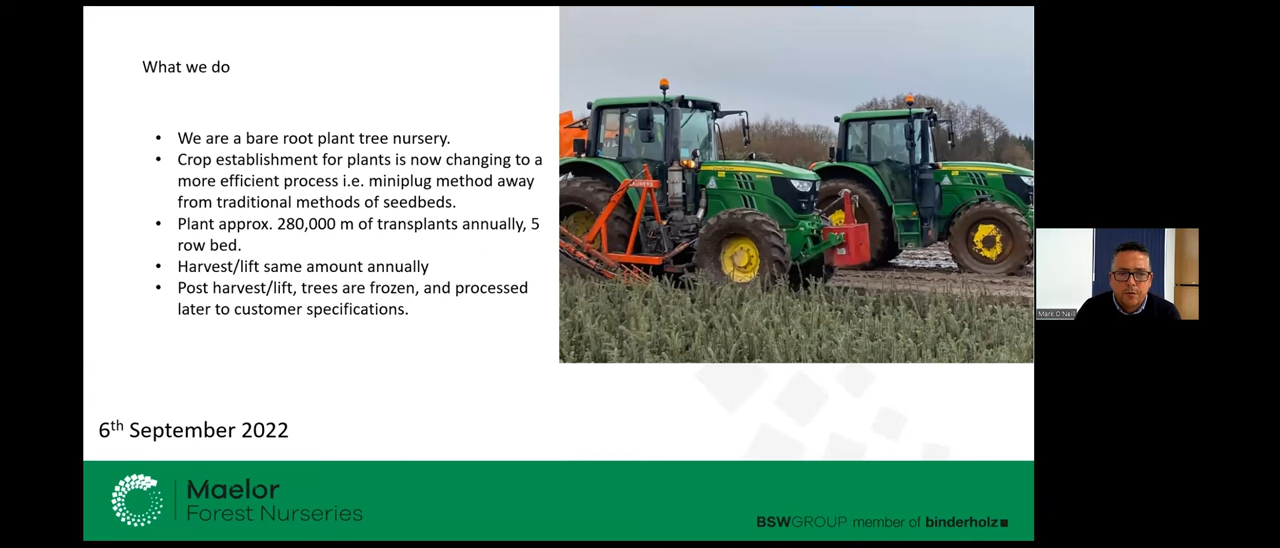 What we do
• We are a bare root plant tree nursery.
• Crop establishment for plants is now changing to a
more efficient process i.e. miniplug method away
from traditional methods of seedbeds.
• Plant approx. 280,000 m of transplants annually, 5
row bed.
• Harvest/lift same amount annually
• Post harvest/lift, trees are frozen, and processed
later to customer specifications.
6th September 2022
Maelor
Forest Nurseries
BSWGROUP member of binderholz
Mark O Neill